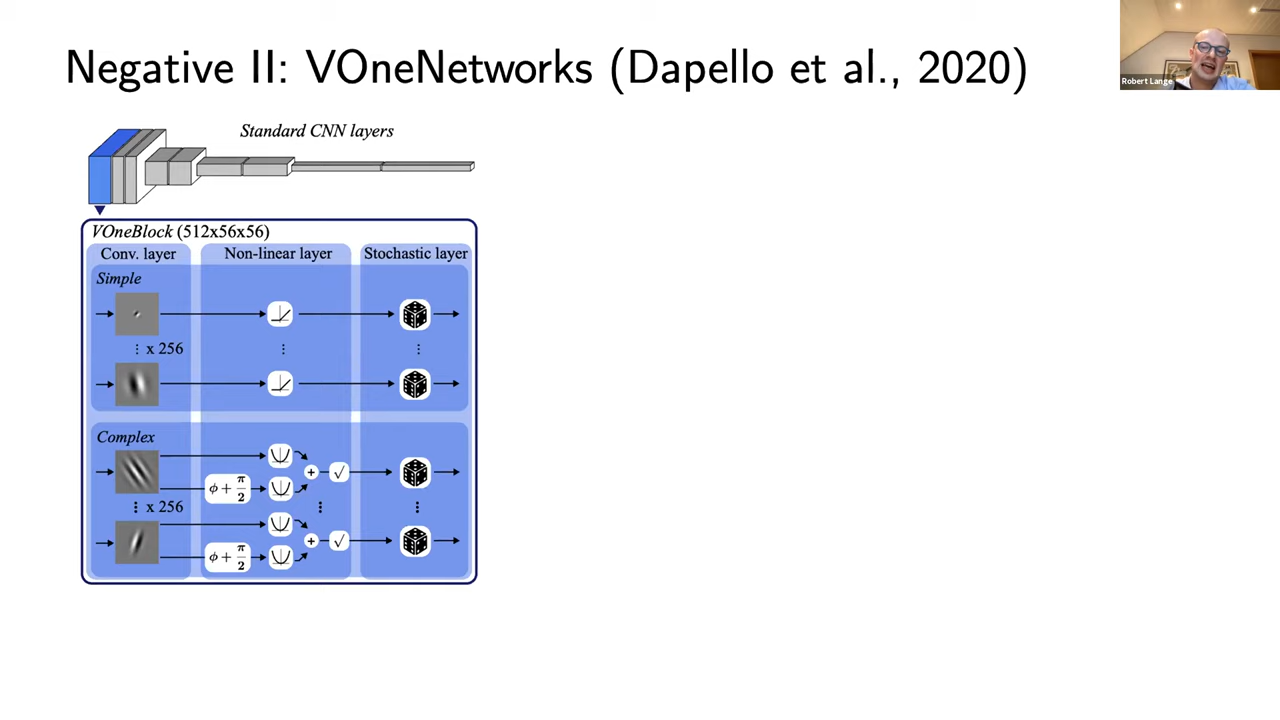 Negative II: VOneNetworks (Dapello et al., 2020)
Robert Lange
Standard CNN layers
VOneBlock (512x56x56)
Conv. layer
Non-linear layer
Stochastic layer
Simple
⋮ x 256
Complex
ϕ + π/2
⋮ x 256
ϕ + π/2